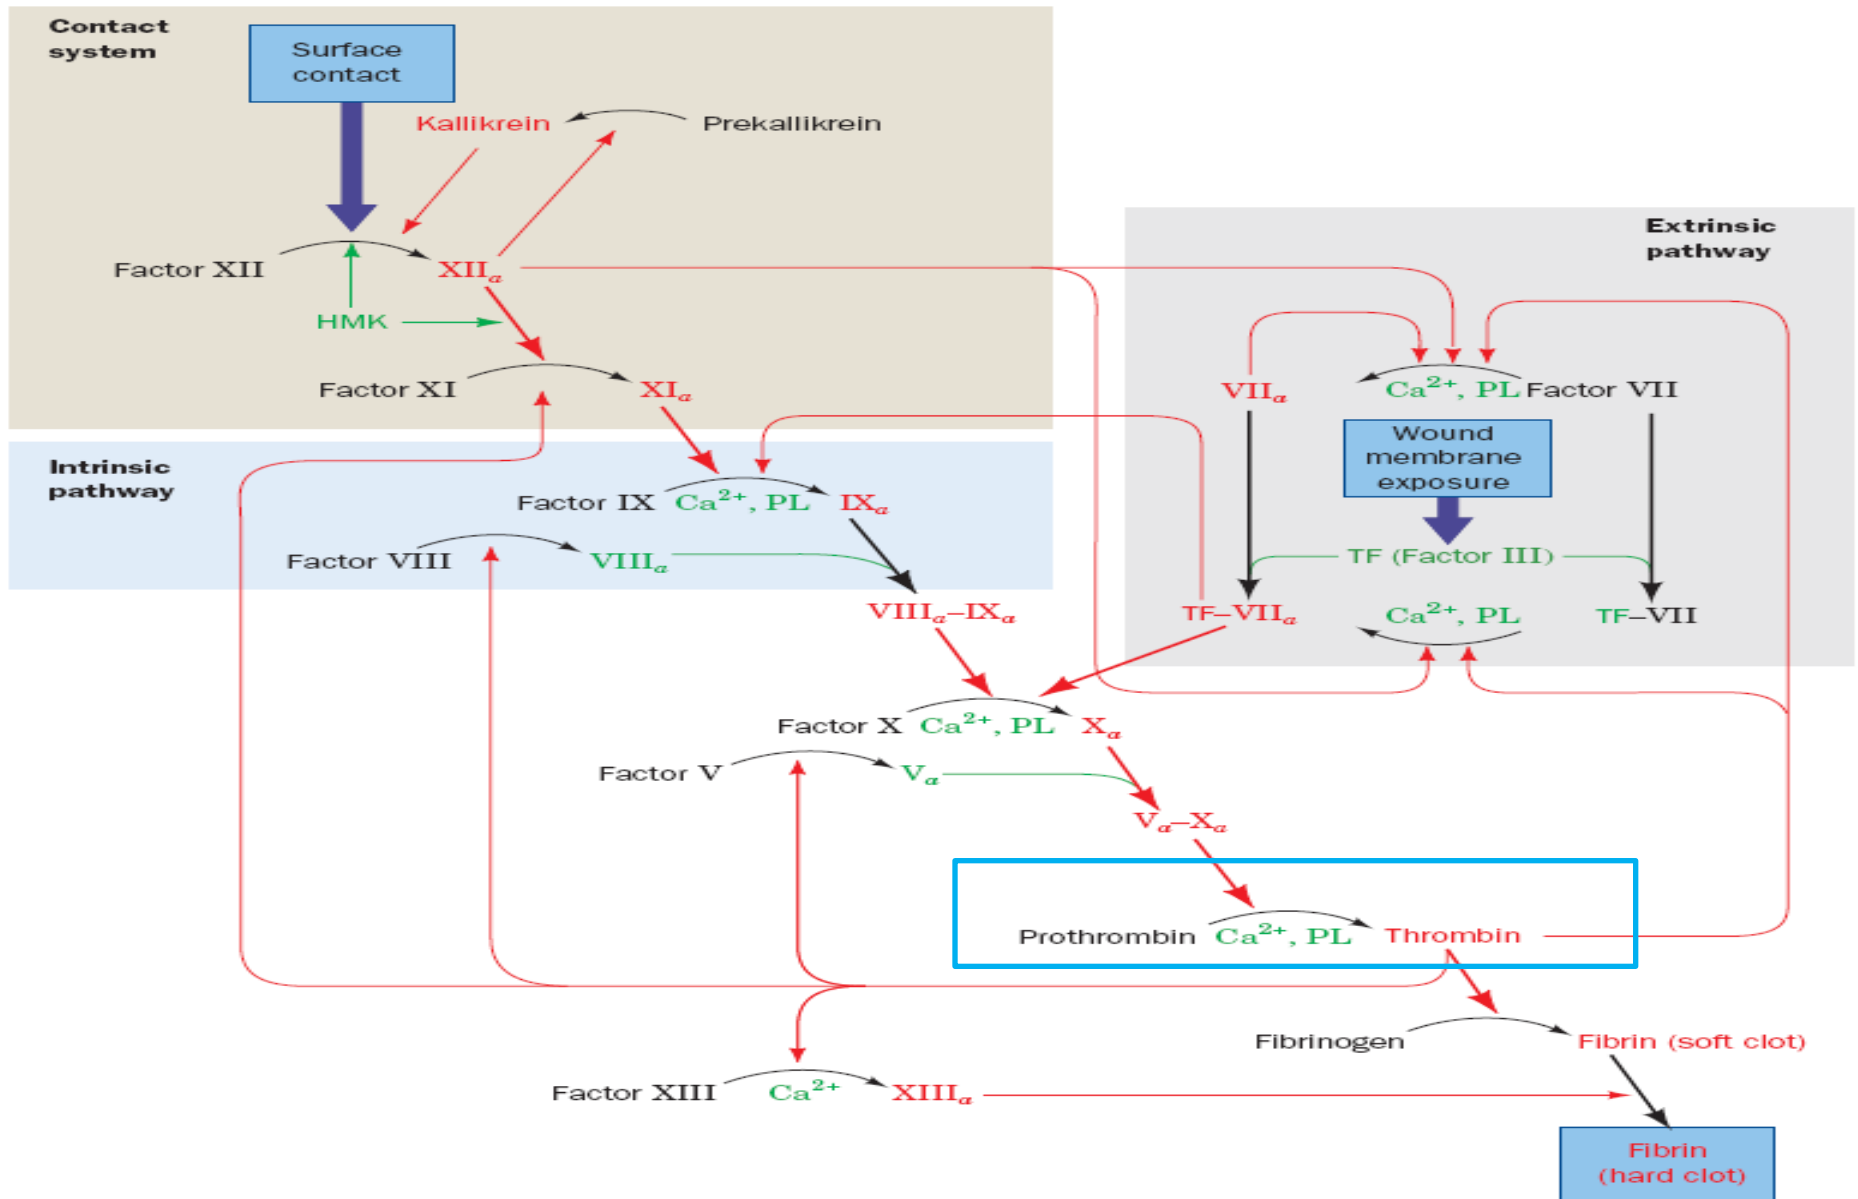 Contact
system
Surface
contact
Kallikrein
Prekallikrein
Extrinsic
pathway
Factor XII
XIIa
HMK
Factor XI
XIa
VIIa
Ca2+, PL
Factor VII
Wound
membrane
exposure
Intrinsic
pathway
Factor IX
Ca2+, PL
IXa
Factor VIII
VIIIa
TF (Factor III)
VIIIa–IXa
TF–VIIa
Ca2+, PL
TF–VII
Factor X
Ca2+, PL
Xa
Factor V
Va
Va–Xa
Prothrombin
Ca2+, PL
Thrombin
Fibrinogen
Fibrin (soft clot)
Factor XIII
Ca2+
XIIIa
Fibrin
(hard clot)